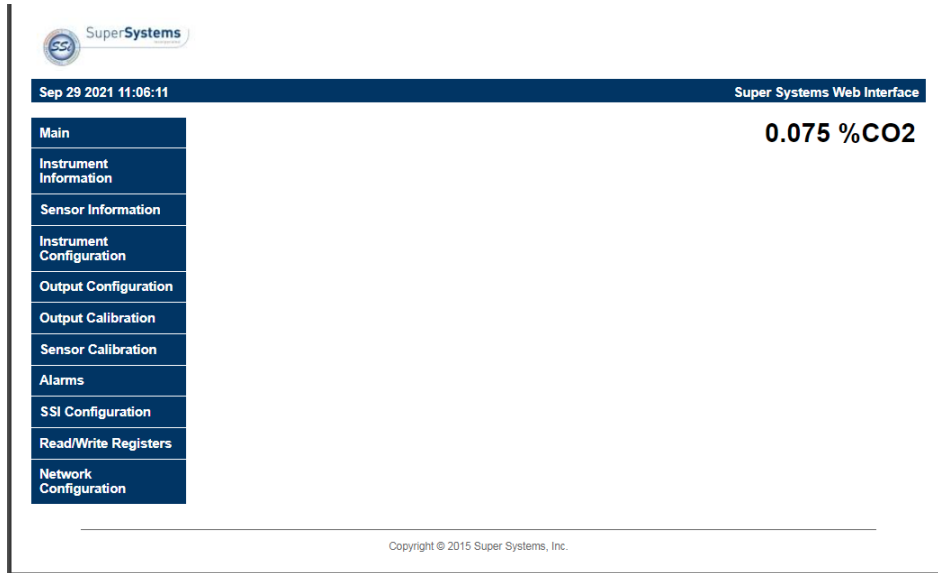 SSi
SuperSystems
Sep 29 2021 11:06:11
Super Systems Web Interface
0.075 %CO2
Main
Instrument
Information
Sensor Information
Instrument
Configuration
Output Configuration
Output Calibration
Sensor Calibration
Alarms
SSI Configuration
Read/Write Registers
Network
Configuration
Copyright © 2015 Super Systems, Inc.